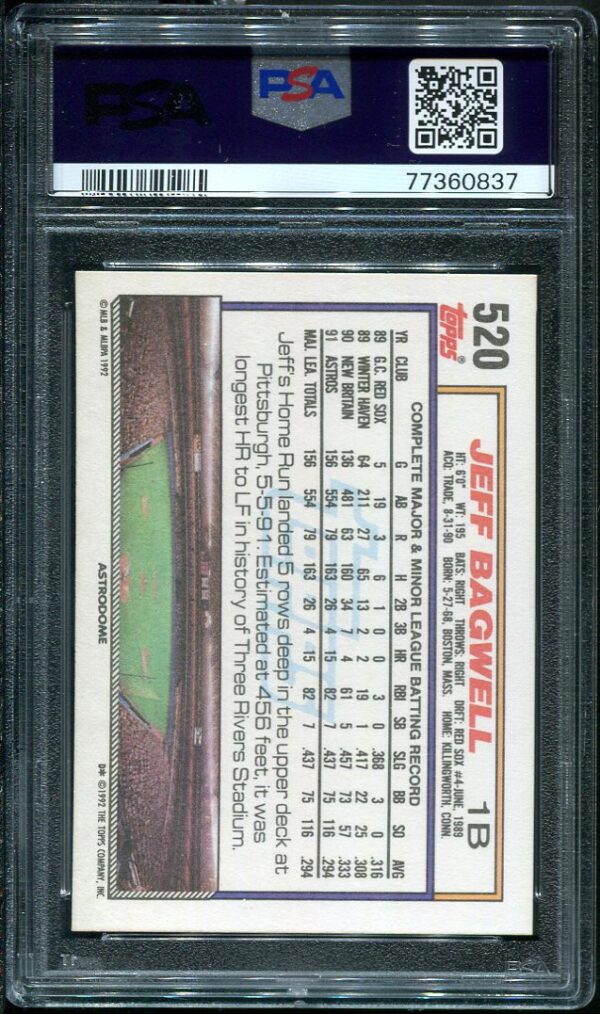 PSA
PSA
77360837
520
TOPPS®
JEFF BAGWELL 1B
HT: 6'0" WT: 195 BATS: RIGHT THROWS: RIGHT DRFT: RED SOX #4-JUNE, 1989
ACQ: TRADE, 8-31-90 BORN: 5-27-68, BOSTON, MASS. HOME: KILLINGWORTH, CONN.
COMPLETE MAJOR & MINOR LEAGUE BATTING RECORD
YR CLUB G AB R H 2B 3B HR RBI SB SLG BB SO AVG
89 G.C. RED SOX 5 19 3 6 1 0 0 3 0 .368 3 0 .316
89 WINTER HAVEN 64 211 27 65 13 2 2 19 1 .417 22 25 .308
90 NEW BRITAIN 136 481 63 160 34 7 4 61 5 .457 73 57 .333
91 ASTROS 156 554 79 163 26 4 15 82 7 .437 75 116 .294
MAJ. LEA. TOTALS 156 554 79 163 26 4 15 82 7 .437 75 116 .294
Jeff's Home Run landed 5 rows deep in the upper deck at
Pittsburgh, 5-5-91. Estimated at 456 feet, it was
longest HR to LF in history of Three Rivers Stadium.
© MLB & MLBPA 1992
ASTRODOME
D* © 1992 THE TOPPS COMPANY, INC.
PSA